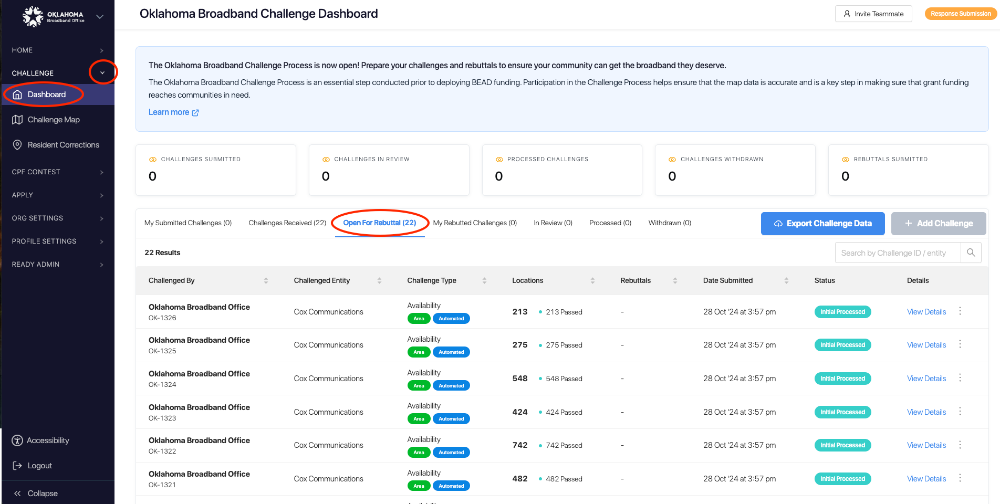 OKLAHOMA
Broadband Office
HOME
CHALLENGE
Dashboard
Challenge Map
Resident Corrections
CPF CONTEST
APPLY
ORG SETTINGS
PROFILE SETTINGS
READY ADMIN
Accessibility
Logout
Collapse
Oklahoma Broadband Challenge Dashboard
Invite Teammate
Response Submission
The Oklahoma Broadband Challenge Process is now open! Prepare your challenges and rebuttals to ensure your community can get the broadband they deserve.
The Oklahoma Broadband Challenge Process is an essential step conducted prior to deploying BEAD funding. Participation in the Challenge Process helps ensure that the map data is accurate and is a key step in making sure that grant funding
reaches communities in need.
Learn more
CHALLENGES SUBMITTED
0
CHALLENGES IN REVIEW
0
PROCESSED CHALLENGES
0
CHALLENGES WITHDRAWN
0
REBUTTALS SUBMITTED
0
My Submitted Challenges (0) Challenges Received (22) Open For Rebuttal (22) My Rebutted Challenges (0) In Review (0) Processed (0) Withdrawn (0)
Export Challenge Data
+ Add Challenge
22 Results
Search by Challenge ID / entity
Challenged By Challenged Entity Challenge Type Locations Rebuttals Date Submitted Status Details
Oklahoma Broadband Office
OK-1326
Cox Communications
Availability
Area Automated
213 213 Passed
-
28 Oct '24 at 3:57 pm
Initial Processed
View Details
Oklahoma Broadband Office
OK-1325
Cox Communications
Availability
Area Automated
275 275 Passed
-
28 Oct '24 at 3:57 pm
Initial Processed
View Details
Oklahoma Broadband Office
OK-1324
Cox Communications
Availability
Area Automated
548 548 Passed
-
28 Oct '24 at 3:57 pm
Initial Processed
View Details
Oklahoma Broadband Office
OK-1323
Cox Communications
Availability
Area Automated
424 424 Passed
-
28 Oct '24 at 3:57 pm
Initial Processed
View Details
Oklahoma Broadband Office
OK-1322
Cox Communications
Availability
Area Automated
742 742 Passed
-
28 Oct '24 at 3:57 pm
Initial Processed
View Details
Oklahoma Broadband Office
OK-1321
Cox Communications
Availability
Area Automated
482 482 Passed
-
28 Oct '24 at 3:57 pm
Initial Processed
View Details